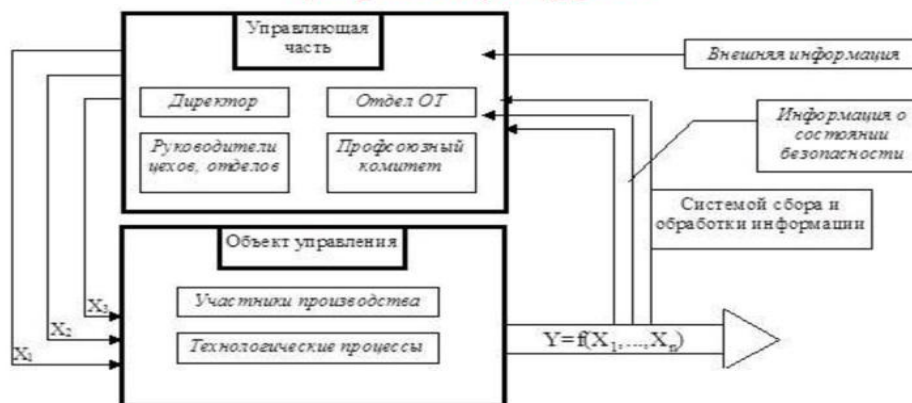 Управляющая
часть
Внешняя информация
Директор
Отдел ОТ
Информация о
состоянии
безопасности
Руководители
цехов, отделов
Профсоюзный
комитет
Системой сбора и
обработки информации
Объект управления
Участники производства
X3
X2
Технологические процессы
Y=f(X1,...,Xn)
X1